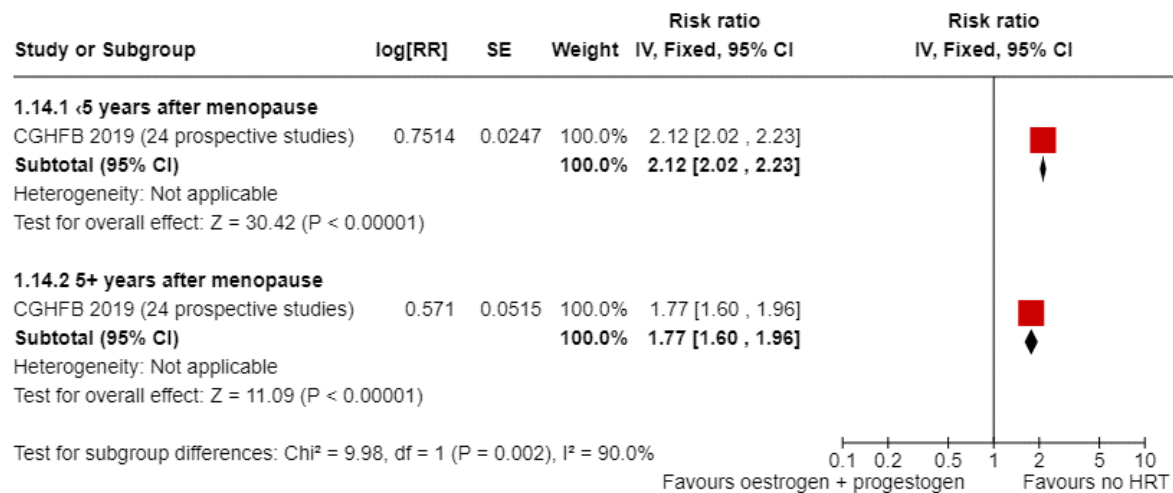 Risk ratio Risk ratio
Study or Subgroup log[RR] SE Weight IV, Fixed, 95% CI IV, Fixed, 95% CI
1.14.1 ‹5 years after menopause
CGHFB 2019 (24 prospective studies) 0.7514 0.0247 100.0% 2.12 [2.02 , 2.23]
Subtotal (95% CI) 100.0% 2.12 [2.02 , 2.23]
Heterogeneity: Not applicable
Test for overall effect: Z = 30.42 (P < 0.00001)
1.14.2 5+ years after menopause
CGHFB 2019 (24 prospective studies) 0.571 0.0515 100.0% 1.77 [1.60 , 1.96]
Subtotal (95% CI) 100.0% 1.77 [1.60 , 1.96]
Heterogeneity: Not applicable
Test for overall effect: Z = 11.09 (P < 0.00001)
Test for subgroup differences: Chi² = 9.98, df = 1 (P = 0.002), I² = 90.0%
0.1 0.2 0.5 1 2 5 10
Favours oestrogen + progestogen Favours no HRT